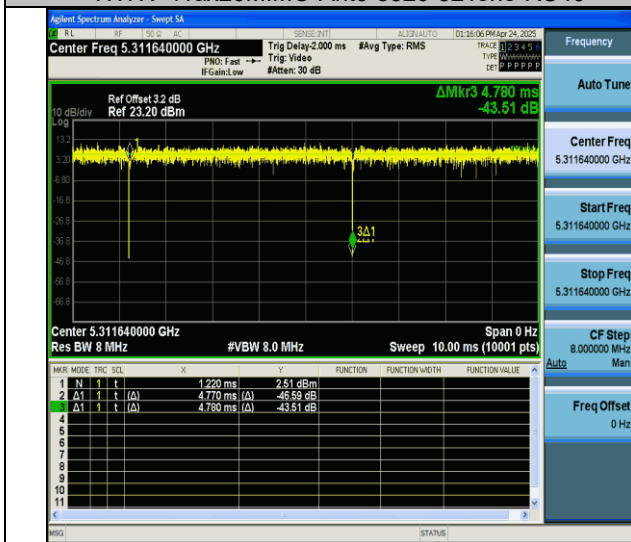 Agilent Spectrum Analyzer - Swept SA
RL RF 50 Ω AC SENSE:INT ALIGNAUTO 01:16:06 PM Apr 24, 2025
Center Freq 5.311640000 GHz
PNO: Fast
IFGain:Low
Trig Delay-2.000 ms
Trig: Video
#Atten: 30 dB
#Avg Type: RMS
TRACE 1 2 3 4 5 6
TYPE
DET P P P P P P
Frequency
Auto Tune
Center Freq
5.311640000 GHz
Start Freq
5.311640000 GHz
Stop Freq
5.311640000 GHz
CF Step
8.000000 MHz
Auto Man
Freq Offset
0 Hz
ΔMkr3 4.780 ms
-43.51 dB
Ref Offset 3.2 dB
10 dB/div Ref 23.20 dBm
Log
13.2
3.20
-6.80
-16.8
-26.8
-36.8
-46.8
-56.8
-66.8
1
3Δ1
Center 5.311640000 GHz Span 0 Hz
Res BW 8 MHz #VBW 8.0 MHz Sweep 10.00 ms (10001 pts)
MKR MODE TRC SCL X Y FUNCTION FUNCTION WIDTH FUNCTION VALUE
1 N 1 t 1.220 ms 2.51 dBm
2 Δ1 1 t (Δ) 4.770 ms (Δ) -46.59 dB
3 Δ1 1 t (Δ) 4.780 ms (Δ) -43.51 dB
4
5
6
7
8
9
10
11
MSG STATUS